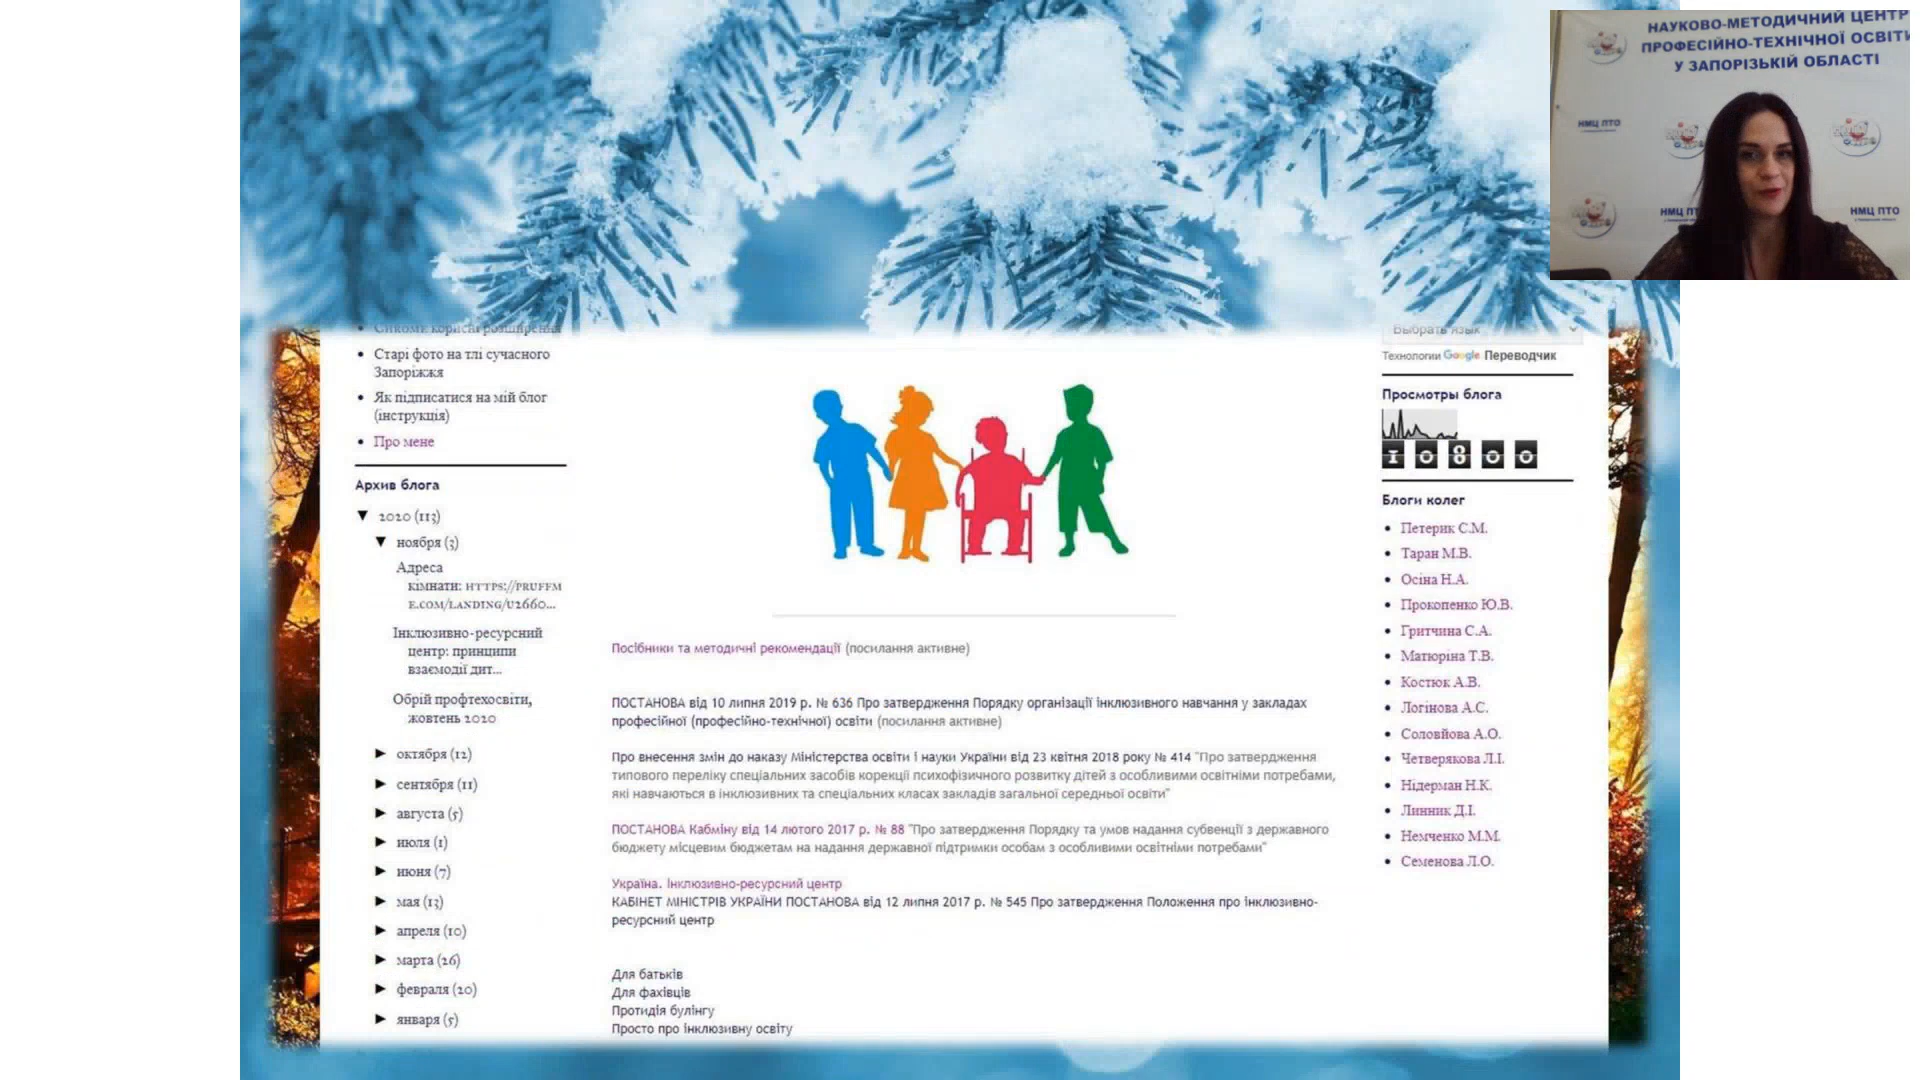 НАУКОВО-МЕТОДИЧНИЙ ЦЕНТР
ПРОФЕСІЙНО-ТЕХНІЧНОЇ ОСВІТИ
У ЗАПОРІЗЬКІЙ ОБЛАСТІ
НМЦ ПТО
НМЦ ПТ
НМЦ ПТО
корисні розширення
Старі фото на тлі сучасного
Запоріжжя
Як підписатися на мій блог
(інструкція)
Про мене
Архив блога
▼ 2020 (113)
▼ ноября (3)
Адреса
кімнати: HTTPS://PRUFFM
E.COM/LANDING/U2660...
Інклюзивно-ресурсний
центр: принципи
взаємодії дит...
Обрій профтехосвіти,
жовтень 2020
► октября (12)
► сентября (11)
► августа (5)
► июля (1)
► июня (7)
► мая (13)
► апреля (10)
► марта (26)
► февраля (20)
► января (5)
Посібники та методичні рекомендації (посилання активне)
ПОСТАНОВА від 10 липня 2019 р. № 636 Про затвердження Порядку організації інклюзивного навчання у закладах
професійної (професійно-технічної) освіти (посилання активне)
Про внесення змін до наказу Міністерства освіти і науки України від 23 квітня 2018 року № 414 "Про затвердження
типового переліку спеціальних засобів корекції психофізичного розвитку дітей з особливими освітніми потребами,
які навчаються в інклюзивних та спеціальних класах закладів загальної середньої освіти"
ПОСТАНОВА Кабміну від 14 лютого 2017 р. № 88 "Про затвердження Порядку та умов надання субвенції з державного
бюджету місцевим бюджетам на надання державної підтримки особам з особливими освітніми потребами"
Україна. Інклюзивно-ресурсний центр
КАБІНЕТ МІНІСТРІВ УКРАЇНИ ПОСТАНОВА від 12 липня 2017 р. № 545 Про затвердження Положення про інклюзивно-
ресурсний центр
Для батьків
Для фахівців
Протидія булінгу
Просто про інклюзивну освіту
Выбрать язык
Технологии Google Переводчик
Просмотры блога
10800
Блоги колег
Петерик С.М.
Таран М.В.
Осіна Н.А.
Прокопенко Ю.В.
Гритчина С.А.
Матюріна Т.В.
Костюк А.В.
Логінова А.С.
Соловйова А.О.
Четверякова Л.І.
Нідерман Н.К.
Линник Д.І.
Немченко М.М.
Семенова Л.О.